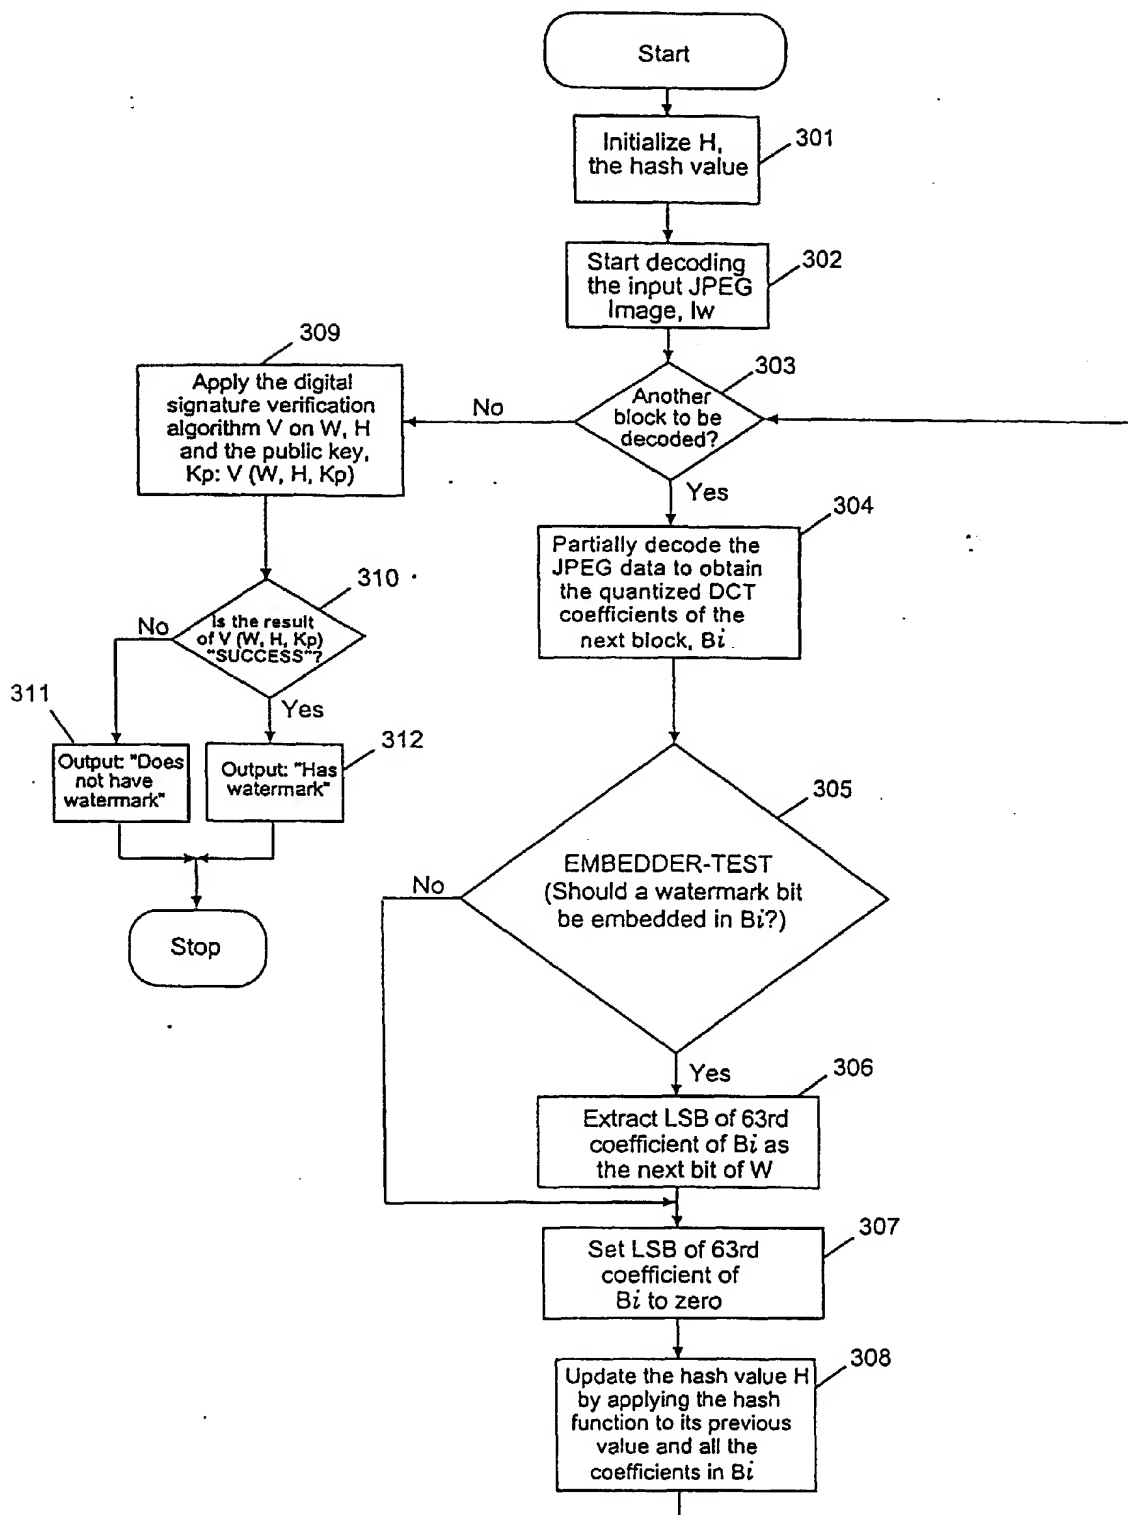 Start
Initialize H,
the hash value
301
Start decoding
the input JPEG
Image, Iw
302
303
Another
block to be
decoded?
No
Yes
309
Apply the digital
signature verification
algorithm V on W, H
and the public key,
Kp: V (W, H, Kp)
304
Partially decode the
JPEG data to obtain
the quantized DCT
coefficients of the
next block, Bi
310
Is the result
of V (W, H, Kp)
"SUCCESS"?
No
Yes
311
Output: "Does
not have
watermark"
312
Output: "Has
watermark"
Stop
305
EMBEDDER-TEST
(Should a watermark bit
be embedded in Bi?)
No
Yes
306
Extract LSB of 63rd
coefficient of Bi as
the next bit of W
307
Set LSB of 63rd
coefficient of
Bi to zero
308
Update the hash value H
by applying the hash
function to its previous
value and all the
coefficients in Bi